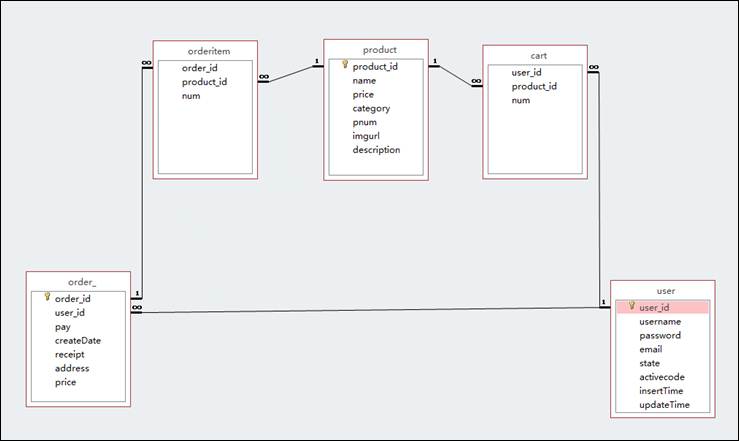 orderitem
order_id
product_id
num
product
product_id
name
price
category
pnum
imgurl
description
cart
user_id
product_id
num
∞
∞
1
1
∞
∞
order_
order_id
user_id
pay
createDate
receipt
address
price
1
∞
1
user
user_id
username
password
email
state
activecode
insertTime
updateTime